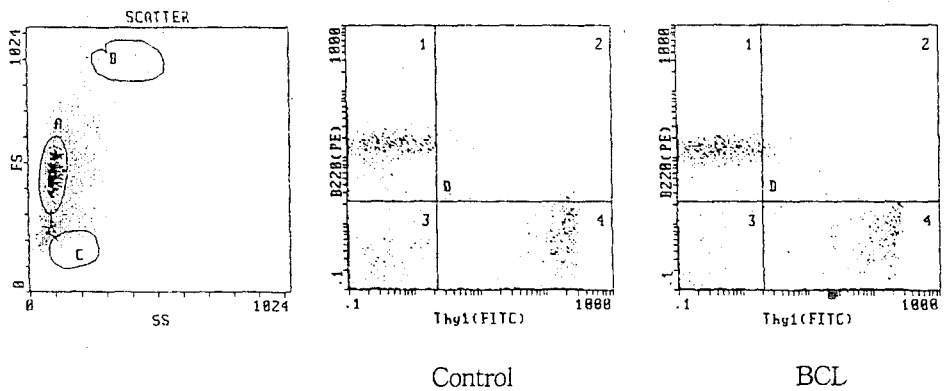 SCATTER
1024
B
A
FS
C
0
0
1024
SS
1000
1
2
B220(PE)
D
3
4
.1
.1
1000
Thy1(FITC)
Control
1000
1
2
B220(PE)
D
3
4
.1
.1
1000
Thy1(FITC)
BCL